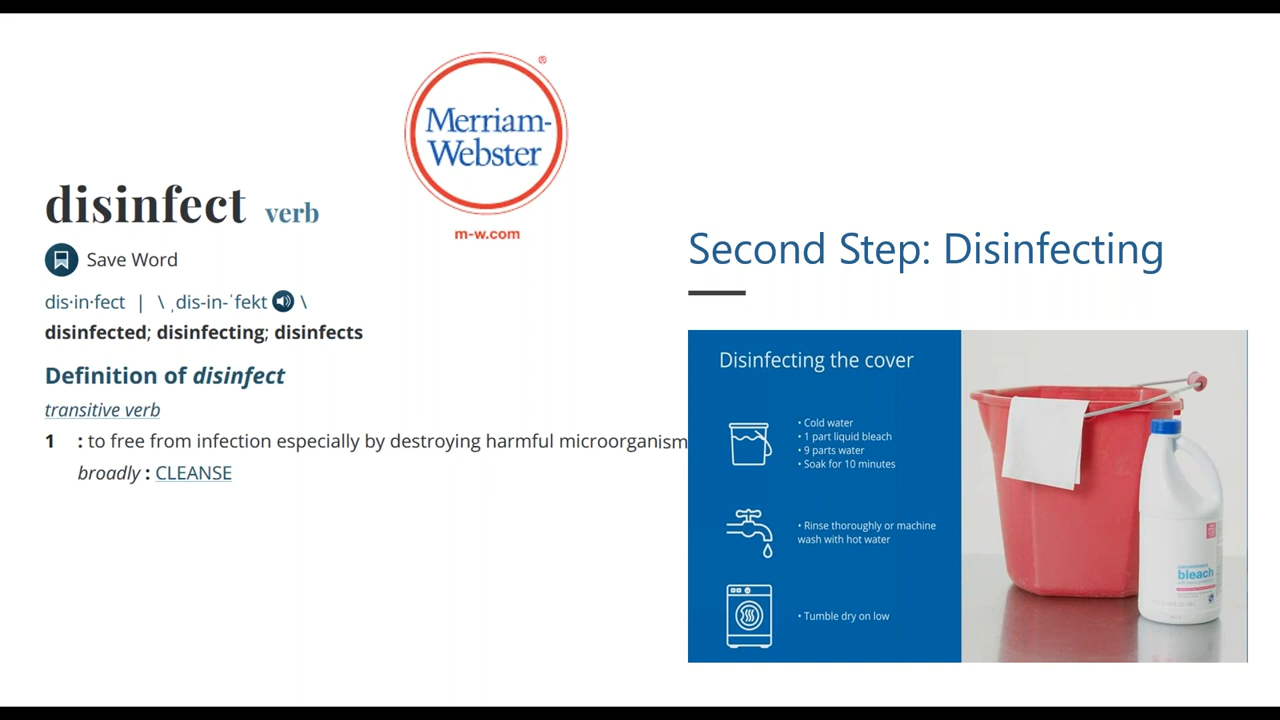 Merriam-
Webster
®
m-w.com
disinfect verb
Save Word
dis·in·fect | \ ˌdis-in-ˈfekt \
disinfected; disinfecting; disinfects
Definition of disinfect
transitive verb
1 : to free from infection especially by destroying harmful microorganism
broadly : CLEANSE
Second Step: Disinfecting
Disinfecting the cover
• Cold water
• 1 part liquid bleach
• 9 parts water
• Soak for 10 minutes
• Rinse thoroughly or machine
wash with hot water
• Tumble dry on low
concentrated
bleach